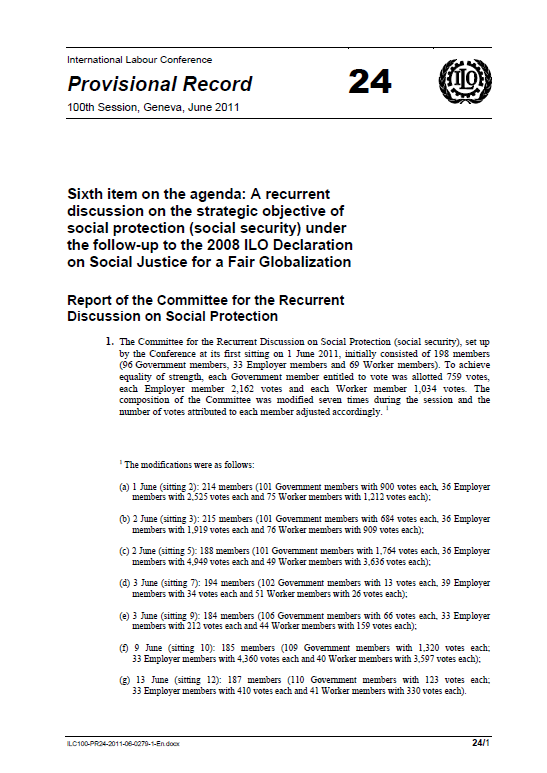 International Labour Conference
Provisional Record
24
ILO
100th Session, Geneva, June 2011
Sixth item on the agenda: A recurrent
discussion on the strategic objective of
social protection (social security) under
the follow-up to the 2008 ILO Declaration
on Social Justice for a Fair Globalization
Report of the Committee for the Recurrent
Discussion on Social Protection
1. The Committee for the Recurrent Discussion on Social Protection (social security), set up
by the Conference at its first sitting on 1 June 2011, initially consisted of 198 members
(96 Government members, 33 Employer members and 69 Worker members). To achieve
equality of strength, each Government member entitled to vote was allotted 759 votes,
each Employer member 2,162 votes and each Worker member 1,034 votes. The
composition of the Committee was modified seven times during the session and the
number of votes attributed to each member adjusted accordingly. 1
1 The modifications were as follows:
(a) 1 June (sitting 2): 214 members (101 Government members with 900 votes each, 36 Employer
members with 2,525 votes and 75 Worker members with 1,212 votes each);
(b) 2 June (sitting 3): 215 members (101 Government members with 684 votes each, 36 Employer
members with 1,919 votes and 76 Worker members with 909 votes each);
(c) 2 June (sitting 5): 188 members (101 Government members with 1,764 votes each, 36 Employer
members with 4,949 votes and 49 Worker members with 3,636 votes each);
(d) 3 June (sitting 7): 194 members (102 Government members with 13 votes each, 39 Employer
members with 34 votes each and 51 Worker members with 26 votes each);
(e) 3 June (sitting 9): 184 members (106 Government members with 66 votes each, 33 Employer
members with 212 votes each and 44 Worker members with 159 votes each);
(f) 9 June (sitting 10): 185 members (109 Government members with 1,320 votes each;
33 Employer members with 4,360 votes each and 40 Worker members with 3,597 votes each);
(g) 13 June (sitting 12): 187 members (110 Government members with 123 votes each;
33 Employer members with 410 votes each and 41 Worker members with 330 votes each).
ILC100-PR24-2011-06-0279-1-En.docx
24/1